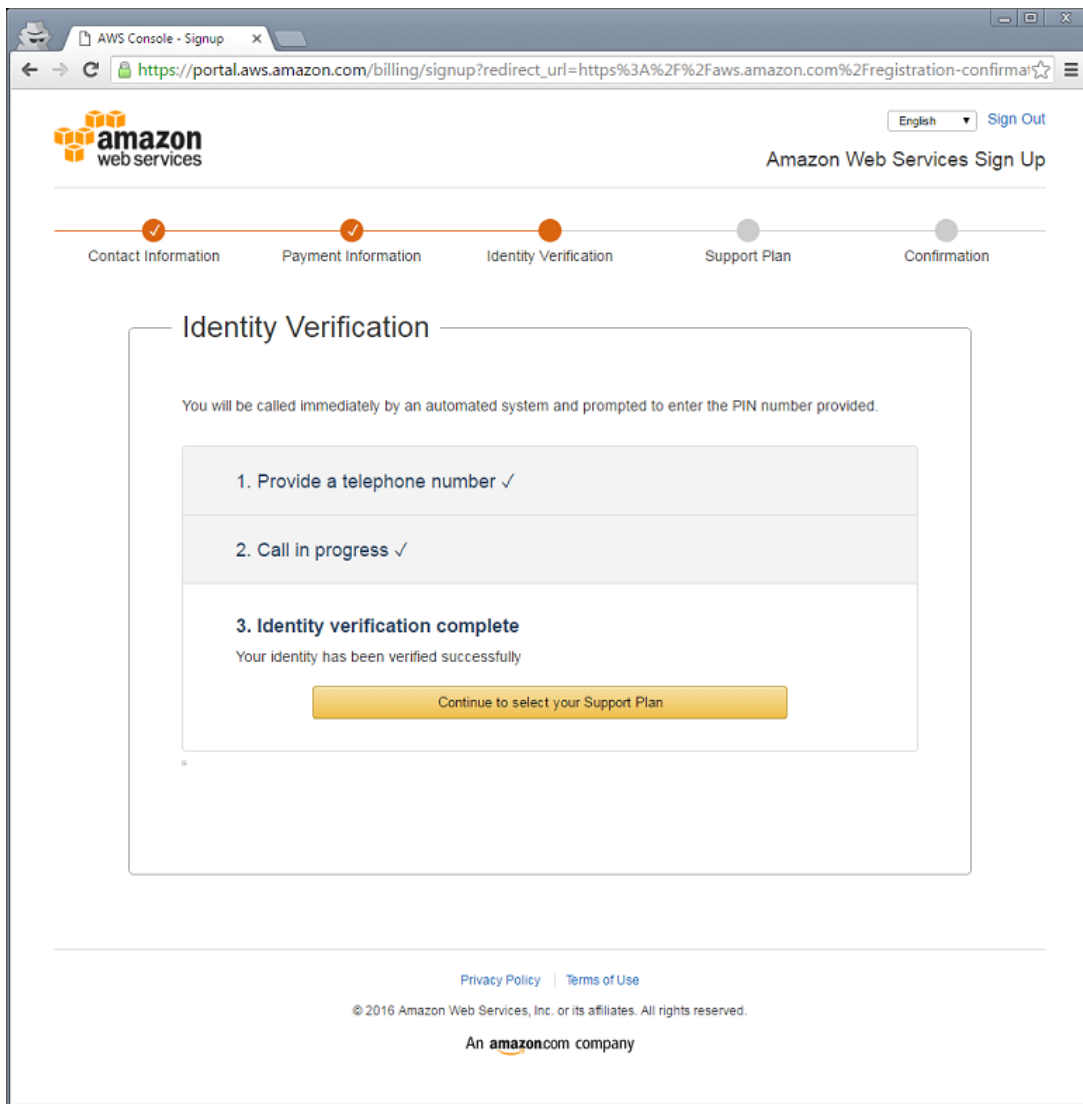 AWS Console - Signup
https://portal.aws.amazon.com/billing/signup?redirect_url=https%3A%2F%2Faws.amazon.com%2Fregistration-confirmat
amazon
web services
English Sign Out
Amazon Web Services Sign Up
Contact Information Payment Information Identity Verification Support Plan Confirmation
Identity Verification
You will be called immediately by an automated system and prompted to enter the PIN number provided.
1. Provide a telephone number ✓
2. Call in progress ✓
3. Identity verification complete
Your identity has been verified successfully
Continue to select your Support Plan
Privacy Policy | Terms of Use
© 2016 Amazon Web Services, Inc. or its affiliates. All rights reserved.
An amazon.com company